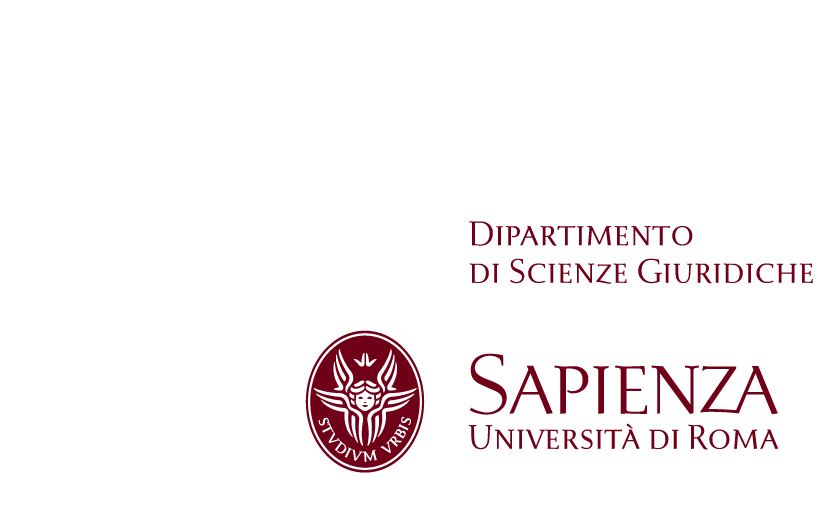 Dipartimento
di Scienze Giuridiche
Sapienza
Università di Roma
STVDIVM VRBIS